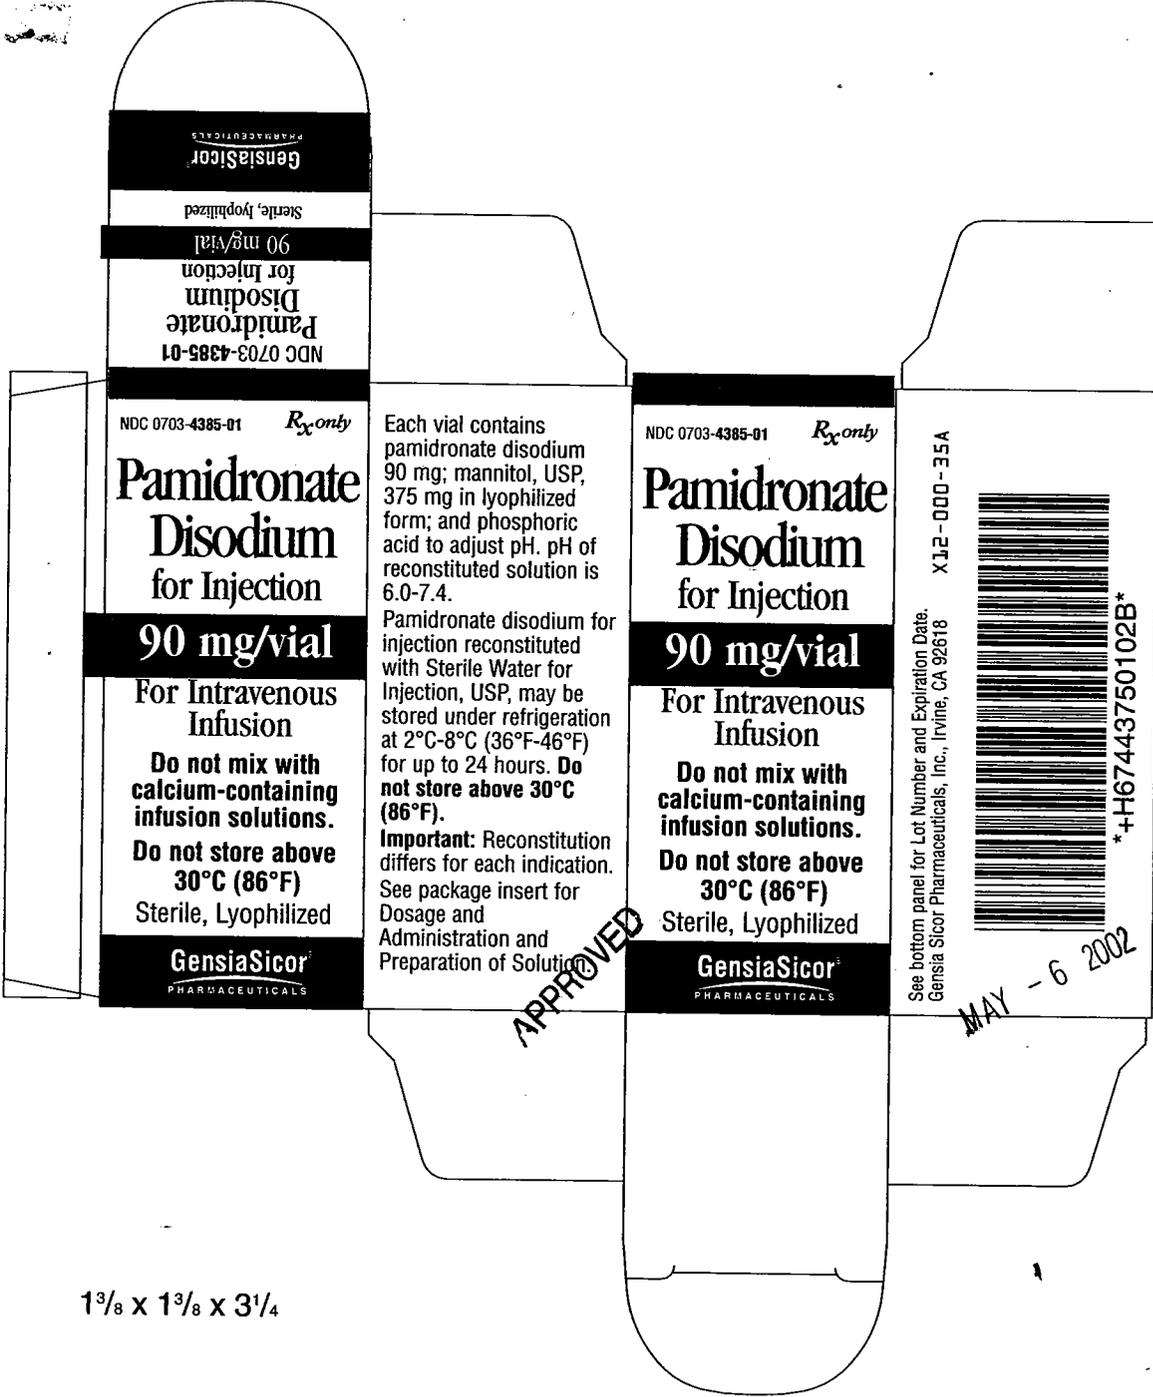 GensiaSicor
PHARMACEUTICALS
Sterile, lyophilized
90 mg/vial
for Injection
Disodium
Pamidronate
NDC 0703-4385-01
NDC 0703-4385-01 Rx only
Pamidronate
Disodium
for Injection
90 mg/vial
For Intravenous
Infusion
Do not mix with
calcium-containing
infusion solutions.
Do not store above
30°C (86°F)
Sterile, Lyophilized
GensiaSicor
PHARMACEUTICALS
Each vial contains
pamidronate disodium
90 mg; mannitol, USP,
375 mg in lyophilized
form; and phosphoric
acid to adjust pH. pH of
reconstituted solution is
6.0-7.4.
Pamidronate disodium for
injection reconstituted
with Sterile Water for
Injection, USP, may be
stored under refrigeration
at 2°C-8°C (36°F-46°F)
for up to 24 hours. Do
not store above 30°C
(86°F).
Important: Reconstitution
differs for each indication.
See package insert for
Dosage and
Administration and
Preparation of Solution.
APPROVED
NDC 0703-4385-01 Rx only
Pamidronate
Disodium
for Injection
90 mg/vial
For Intravenous
Infusion
Do not mix with
calcium-containing
infusion solutions.
Do not store above
30°C (86°F)
Sterile, Lyophilized
GensiaSicor
PHARMACEUTICALS
See bottom panel for Lot Number and Expiration Date.
Gensia Sicor Pharmaceuticals, Inc., Irvine, CA 92618 X12-000-35A
*+H67443750102B*
MAY - 6 2002
1 3/8 x 1 3/8 x 3 1/4